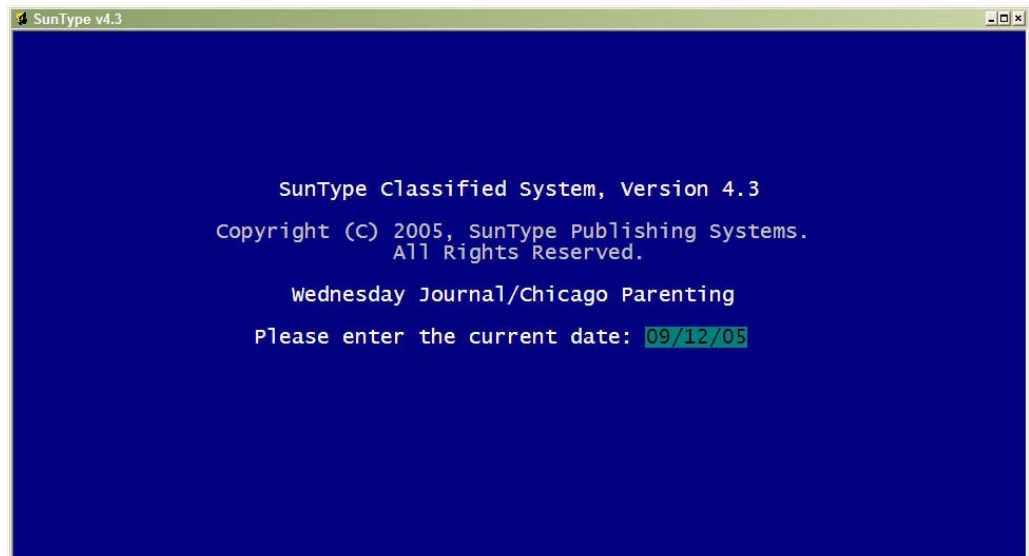 SunType v4.3
SunType Classified System, Version 4.3
Copyright (C) 2005, SunType Publishing Systems.
All Rights Reserved.
Wednesday Journal/Chicago Parenting
Please enter the current date: 09/12/05